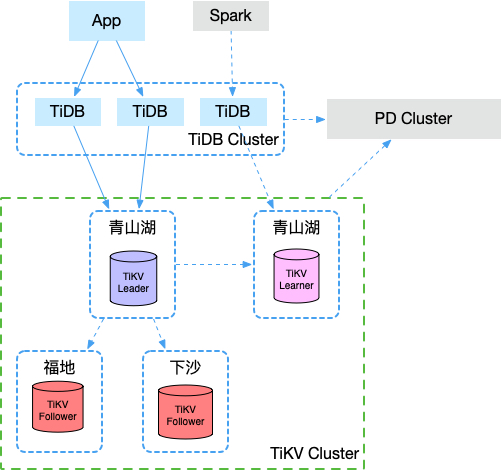 App
Spark
TiDB
TiDB
TiDB
TiDB Cluster
PD Cluster
青山湖
TiKV
Leader
青山湖
TiKV
Learner
福地
TiKV
Follower
下沙
TiKV
Follower
TiKV Cluster